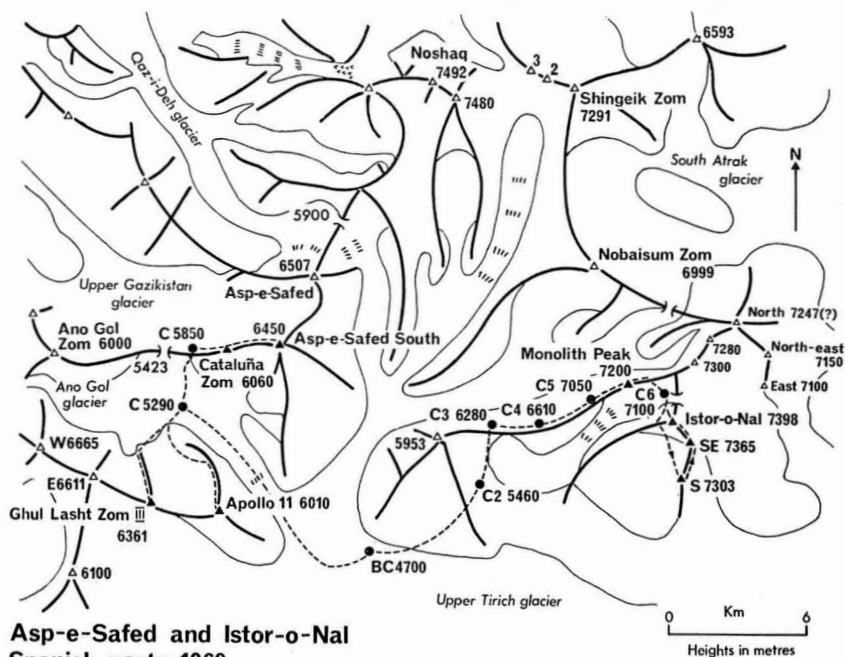 6593
Noshaq
7492
7480
3
2
Shingeik Zom
7291
Qaz-i-Deh glacier
South Atrak
glacier
N
5900
6507
Asp-e-Safed
Nobaisum Zom
6999
Upper Gazikistan
glacier
North 7247(?)
Ano Gol
Zom 6000
C 5850
6450
Asp-e-Safed South
5423
Cataluña
Zom 6060
Monolith Peak
7200
7280
7300
North-east
7150
East 7100
Ano Gol
glacier
C 5290
C5 7050
C6
7100
C3 6280
C4 6610
Istor-o-Nal 7398
5953
SE 7365
W6665
E6611
C2 5460
S 7303
Ghul Lasht Zom III
6361
Apollo 11 6010
BC4700
6100
Upper Tirich glacier
Asp-e-Safed and Istor-o-Nal
0
Km
6
Heights in metres